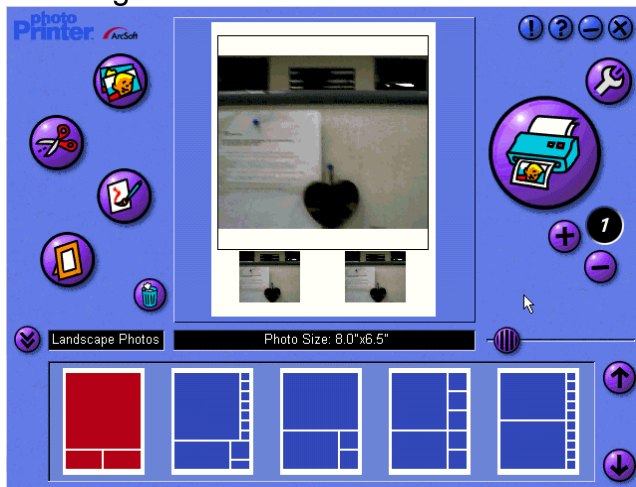 photo
Printer ArcSoft
! ?
1
Landscape Photos
Photo Size: 8.0"x6.5"